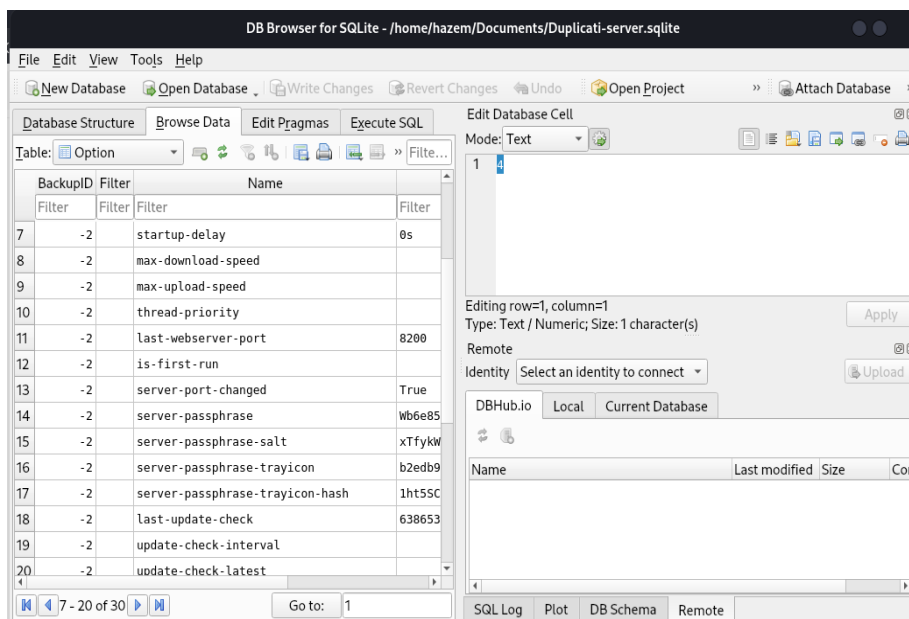 DB Browser for SQLite - /home/hazem/Documents/Duplicati-server.sqlite
File Edit View Tools Help
New Database Open Database Write Changes Revert Changes Undo Open Project » Attach Database »
Database Structure Browse Data Edit Pragmas Execute SQL
Table: Option » Filte...
BackupID Filter Name
Filter Filter Filter Filter
7 -2 startup-delay 0s
8 -2 max-download-speed
9 -2 max-upload-speed
10 -2 thread-priority
11 -2 last-webserver-port 8200
12 -2 is-first-run
13 -2 server-port-changed True
14 -2 server-passphrase Wb6e85
15 -2 server-passphrase-salt xTfykW
16 -2 server-passphrase-trayicon b2edb9
17 -2 server-passphrase-trayicon-hash 1ht5SC
18 -2 last-update-check 638653
19 -2 update-check-interval
20 -2 update-check-latest
7 - 20 of 30 Go to: 1
Edit Database Cell
Mode: Text
1 4
Editing row=1, column=1
Type: Text / Numeric; Size: 1 character(s)
Apply
Remote
Identity Select an identity to connect Upload
DBHub.io Local Current Database
Name Last modified Size Co
SQL Log Plot DB Schema Remote